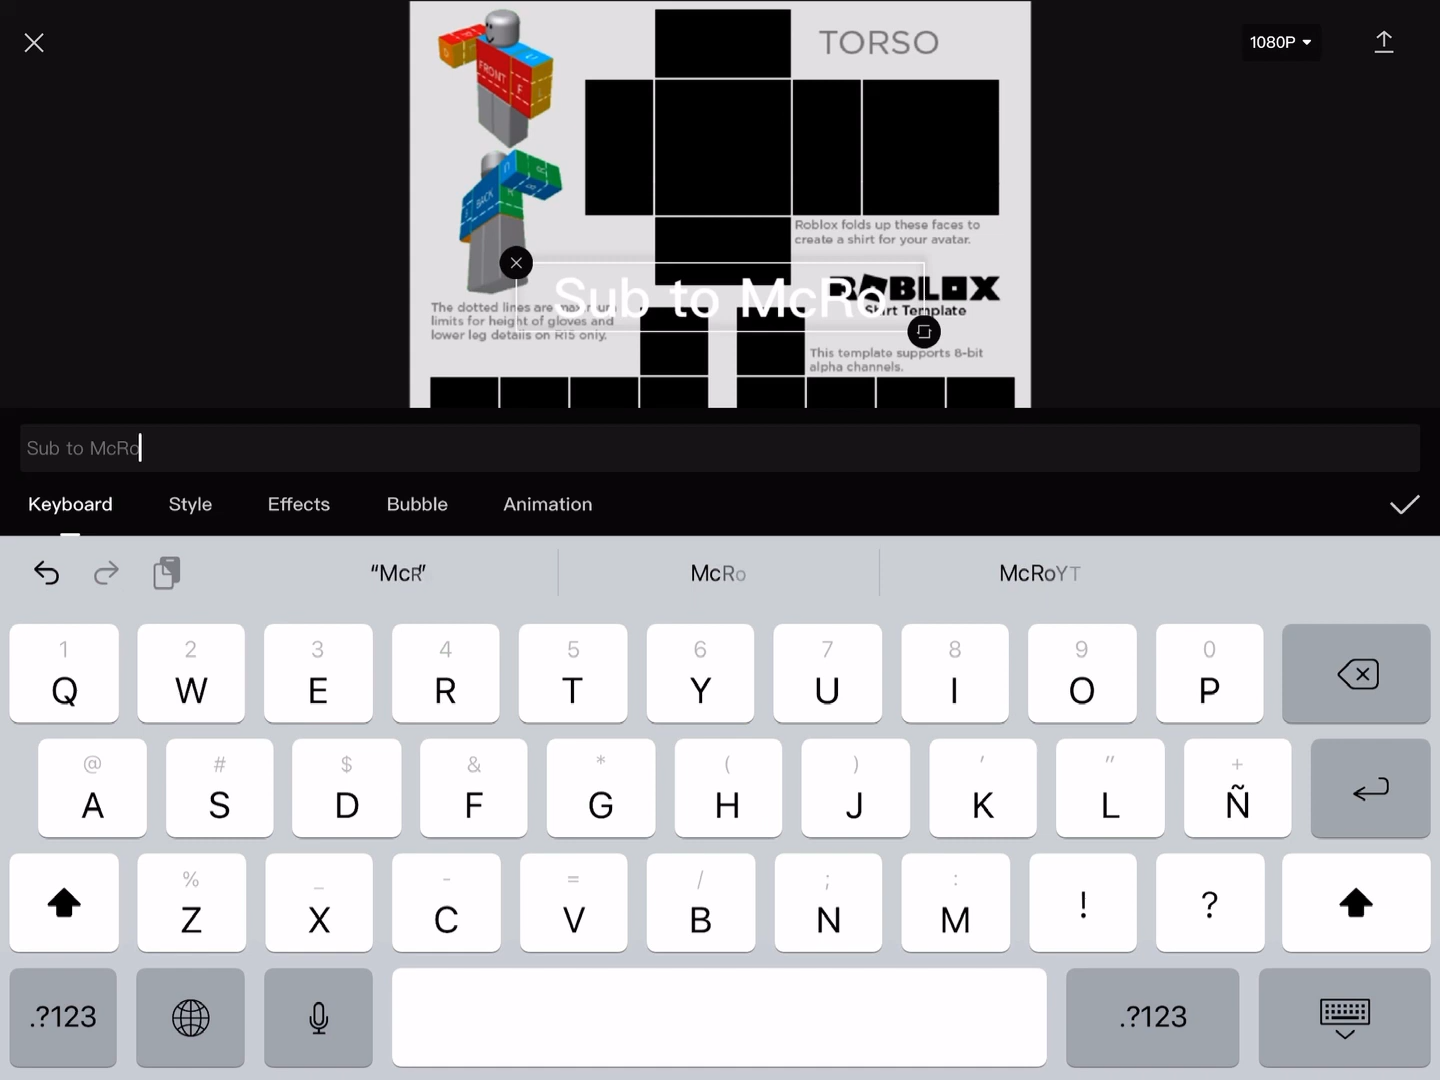 1080P
TORSO
FRONT
F
BACK
Roblox folds up these faces to
create a shirt for your avatar.
Sub to McRo
ROBLOX
Shirt Template
The dotted lines are maximum
limits for height of gloves and
lower leg details on R15 only.
This template supports 8-bit
alpha channels.
Sub to McRo
Keyboard Style Effects Bubble Animation
“McR” McRo McRoYT
1 2 3 4 5 6 7 8 9 0
Q W E R T Y U I O P
@ # $ & * ( ) ' " +
A S D F G H J K L Ñ
% _ - = / ; :
Z X C V B N M ! ?
.?123 .?123